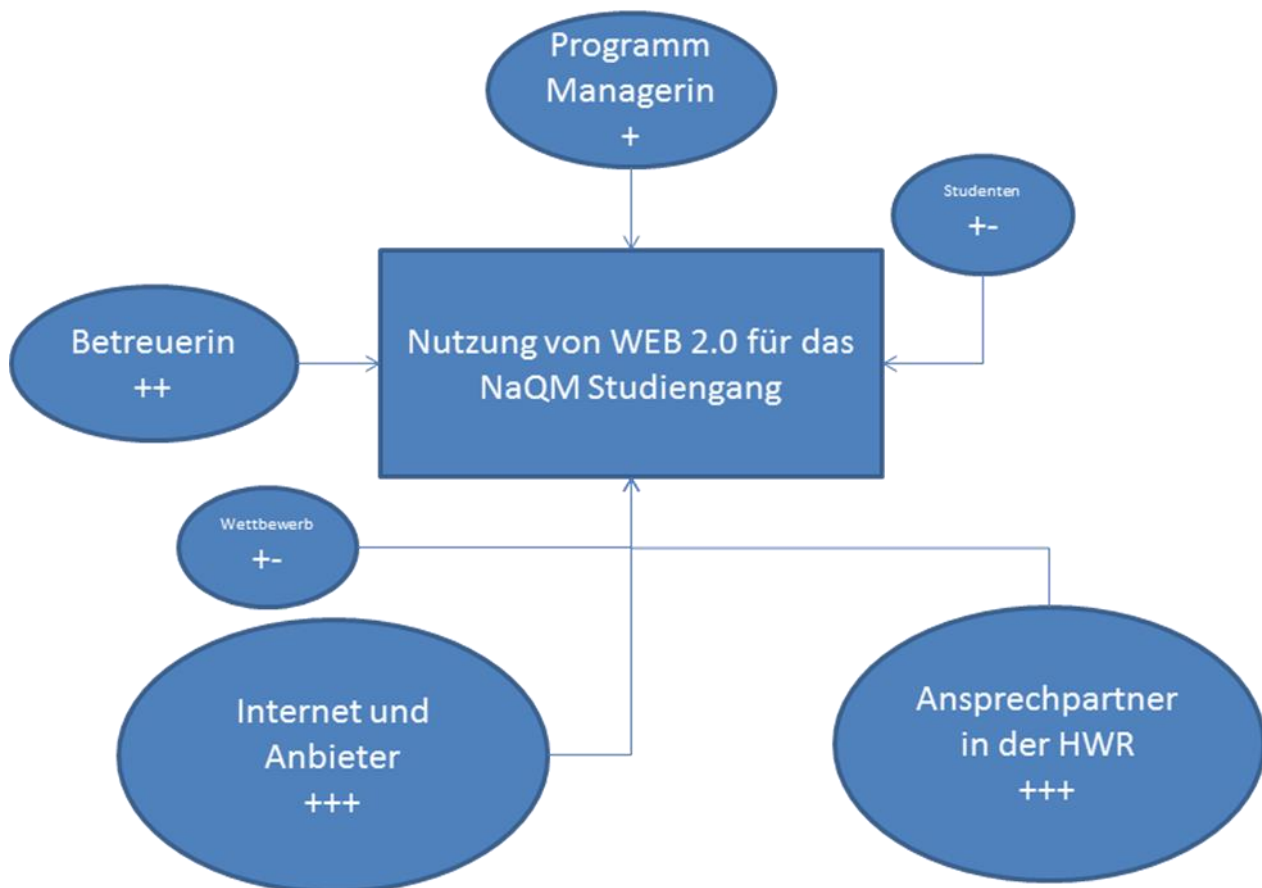 Programm
Managerin
+
Studenten
+-
Betreuerin
++
Nutzung von WEB 2.0 für das
NaQM Studiengang
Wettbewerb
+-
Internet und
Anbieter
+++
Ansprechpartner
in der HWR
+++